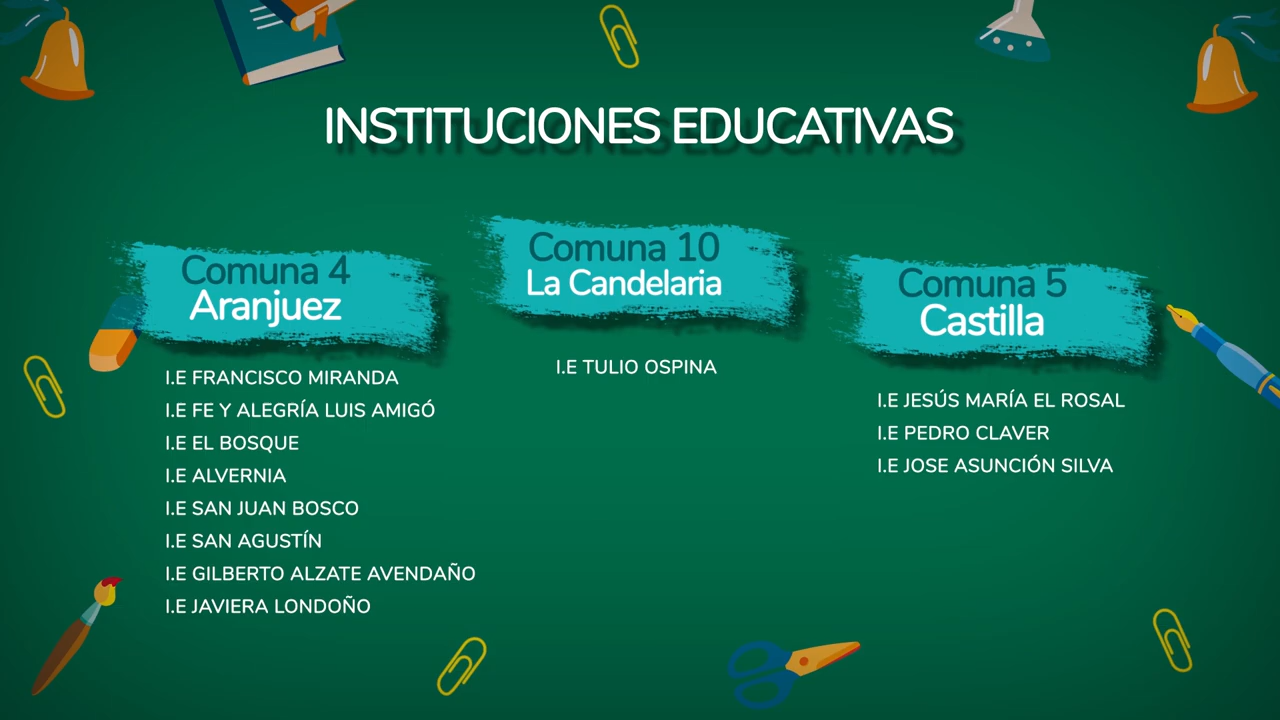 INSTITUCIONES EDUCATIVAS
Comuna 4
Aranjuez
I.E FRANCISCO MIRANDA
I.E FE Y ALEGRÍA LUIS AMIGÓ
I.E EL BOSQUE
I.E ALVERNIA
I.E SAN JUAN BOSCO
I.E SAN AGUSTÍN
I.E GILBERTO ALZATE AVENDAÑO
I.E JAVIERA LONDOÑO
Comuna 10
La Candelaria
I.E TULIO OSPINA
Comuna 5
Castilla
I.E JESÚS MARÍA EL ROSAL
I.E PEDRO CLAVER
I.E JOSE ASUNCIÓN SILVA